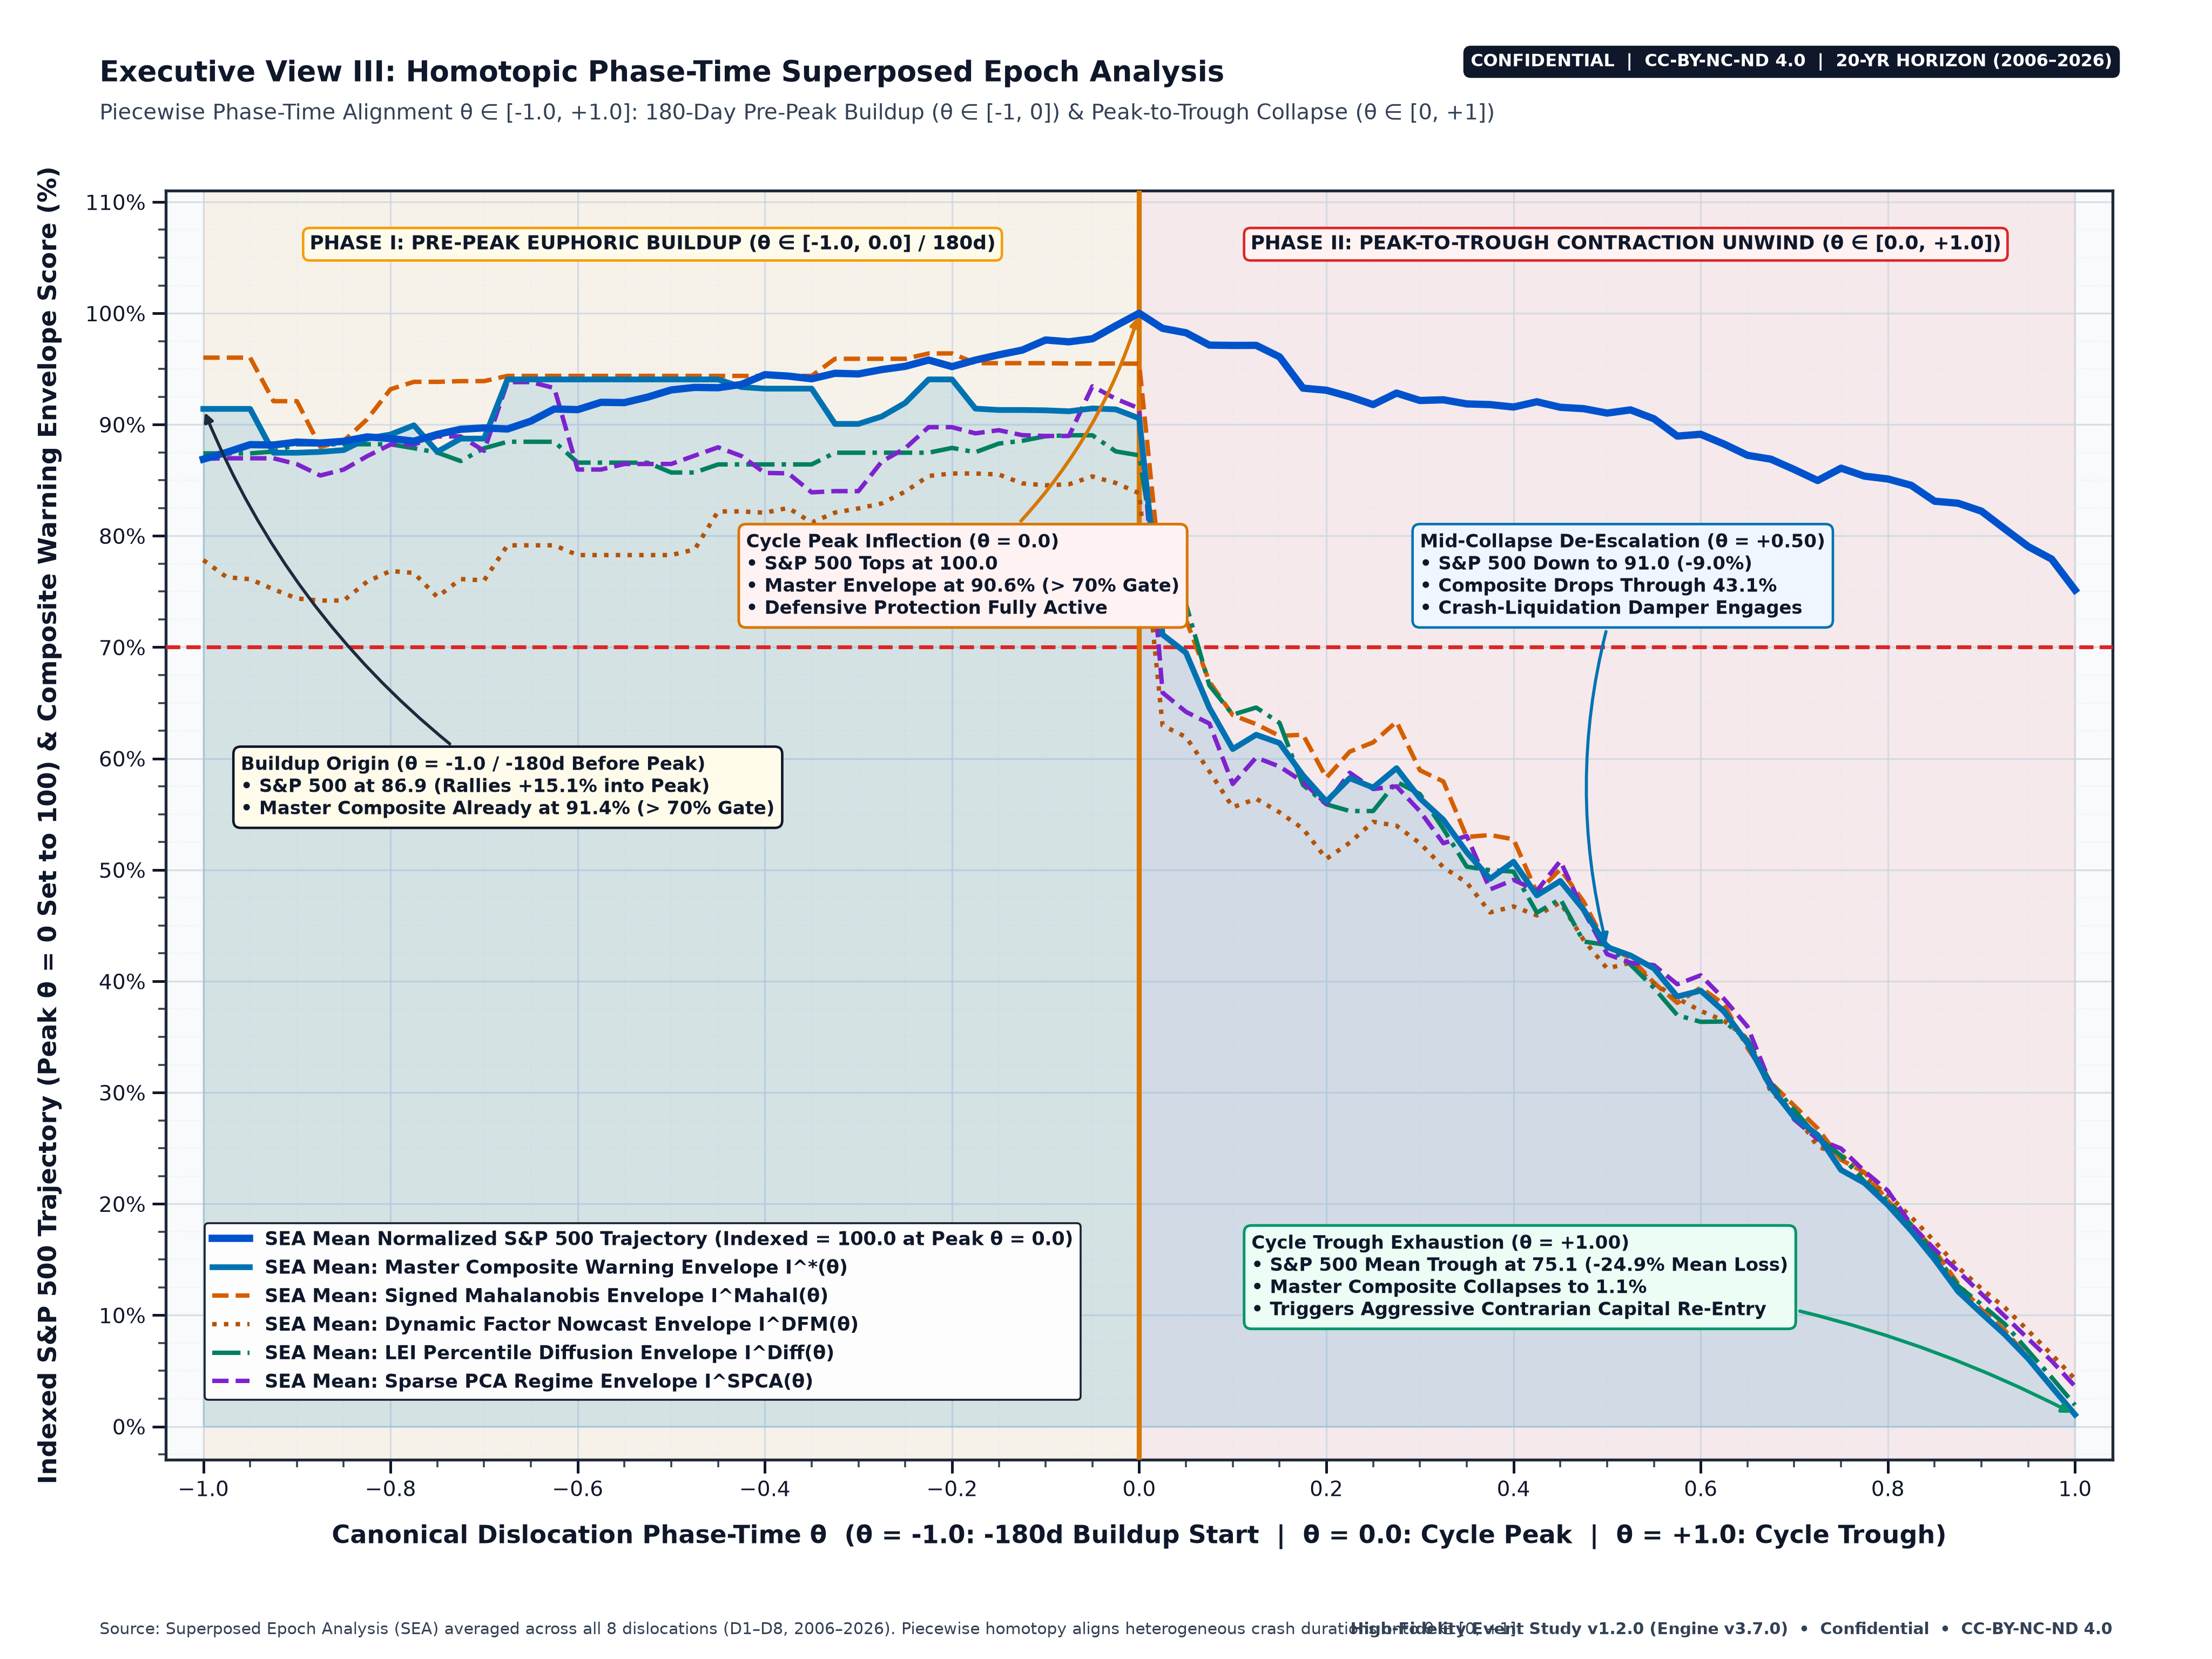 Executive View III: Homotopic Phase-Time Superposed Epoch Analysis
CONFIDENTIAL | CC-BY-NC-ND 4.0 | 20-YR HORIZON (2006–2026)
Piecewise Phase-Time Alignment θ ∈ [-1.0, +1.0]: 180-Day Pre-Peak Buildup (θ ∈ [-1, 0]) & Peak-to-Trough Collapse (θ ∈ [0, +1])
Indexed S&P 500 Trajectory (Peak θ = 0 Set to 100) & Composite Warning Envelope Score (%)
110%
100%
90%
80%
70%
60%
50%
40%
30%
20%
10%
0%
PHASE I: PRE-PEAK EUPHORIC BUILDUP (θ ∈ [-1.0, 0.0] / 180d)
PHASE II: PEAK-TO-TROUGH CONTRACTION UNWIND (θ ∈ [0.0, +1.0])
Cycle Peak Inflection (θ = 0.0)
• S&P 500 Tops at 100.0
• Master Envelope at 90.6% (> 70% Gate)
• Defensive Protection Fully Active
Mid-Collapse De-Escalation (θ = +0.50)
• S&P 500 Down to 91.0 (-9.0%)
• Composite Drops Through 43.1%
• Crash-Liquidation Damper Engages
Buildup Origin (θ = -1.0 / -180d Before Peak)
• S&P 500 at 86.9 (Rallies +15.1% into Peak)
• Master Composite Already at 91.4% (> 70% Gate)
SEA Mean Normalized S&P 500 Trajectory (Indexed = 100.0 at Peak θ = 0.0)
SEA Mean: Master Composite Warning Envelope I^*(θ)
SEA Mean: Signed Mahalanobis Envelope I^Mahal(θ)
SEA Mean: Dynamic Factor Nowcast Envelope I^DFM(θ)
SEA Mean: LEI Percentile Diffusion Envelope I^Diff(θ)
SEA Mean: Sparse PCA Regime Envelope I^SPCA(θ)
Cycle Trough Exhaustion (θ = +1.00)
• S&P 500 Mean Trough at 75.1 (-24.9% Mean Loss)
• Master Composite Collapses to 1.1%
• Triggers Aggressive Contrarian Capital Re-Entry
−1.0 −0.8 −0.6 −0.4 −0.2 0.0 0.2 0.4 0.6 0.8 1.0
Canonical Dislocation Phase-Time θ (θ = -1.0: -180d Buildup Start | θ = 0.0: Cycle Peak | θ = +1.0: Cycle Trough)
Source: Superposed Epoch Analysis (SEA) averaged across all 8 dislocations (D1–D8, 2006–2026). Piecewise homotopy aligns heterogeneous crash durations
High-Fidelity Event Study v1.2.0 (Engine v3.7.0) • Confidential • CC-BY-NC-ND 4.0